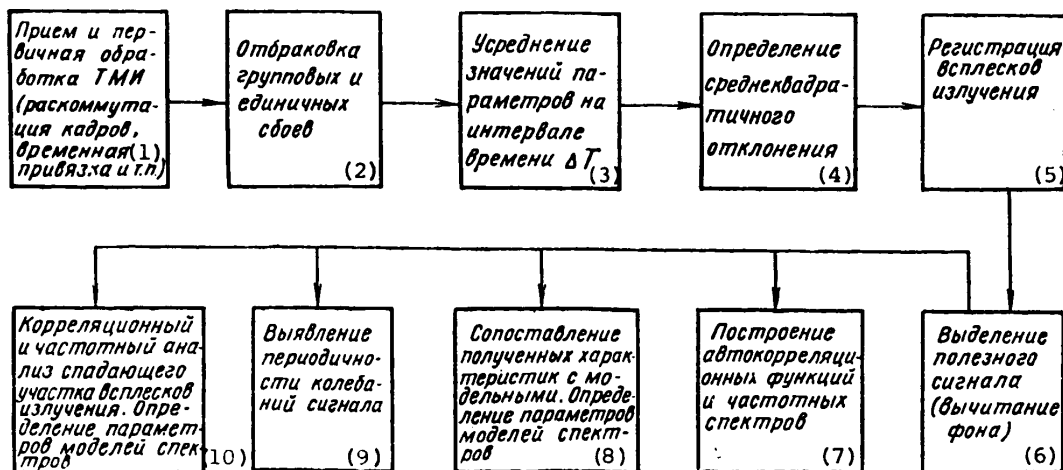 Прием и пер-
вичная обра-
ботка ТМИ
(раскоммута-
ция кадров,
временная (1)
привязка и т.п)
Отбраковка
групповых и
единичных
сбоев
(2)
Усреднение
значений па-
раметров на
интервале
времени ΔT
(3)
Определение
среднеквадра-
тичного
отклонения
(4)
Регистрация
всплесков
излучения
(5)
Корреляционный
и частотный ана-
лиз спадающего
участка всплесков
излучения. Опре-
деление парамет-
ров моделей спек-
тров
(10)
Выявление
периодично-
сти колеба-
ний сигнала
(9)
Сопоставление
полученных харак-
теристик с мо-
дельными. Опреде-
ление параметров
моделей спект-
ров
(8)
Построение
автокорреляци-
онных функций
и частотных
спектров
(7)
Выделение
полезного
сигнала
(вычитание
фона)
(6)